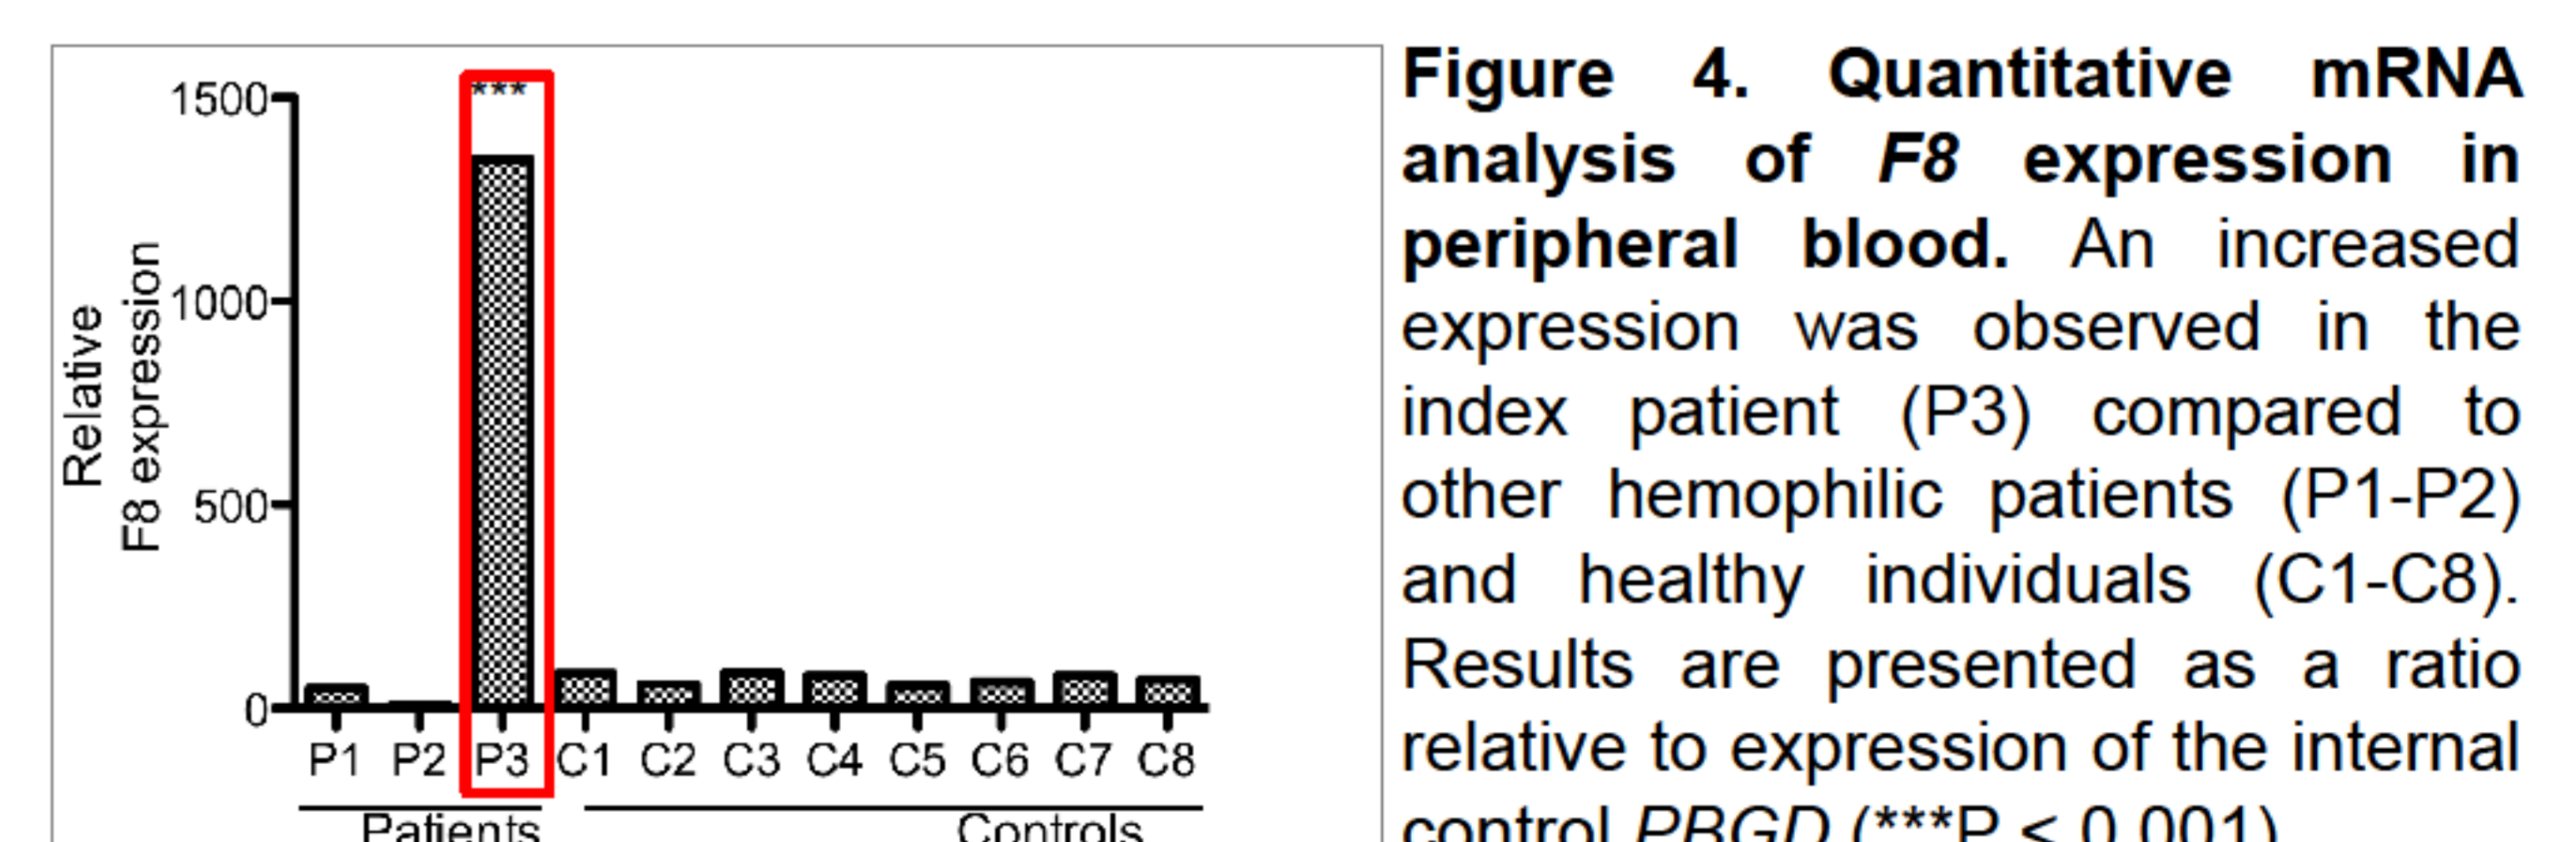 1500
***
1000
500
0
Relative
F8 expression
P1 P2 P3 C1 C2 C3 C4 C5 C6 C7 C8
Patients Controls
Figure 4. Quantitative mRNA
analysis of F8 expression in
peripheral blood. An increased
expression was observed in the
index patient (P3) compared to
other hemophilic patients (P1-P2)
and healthy individuals (C1-C8).
Results are presented as a ratio
relative to expression of the internal
control PBGD (***P < 0.001)